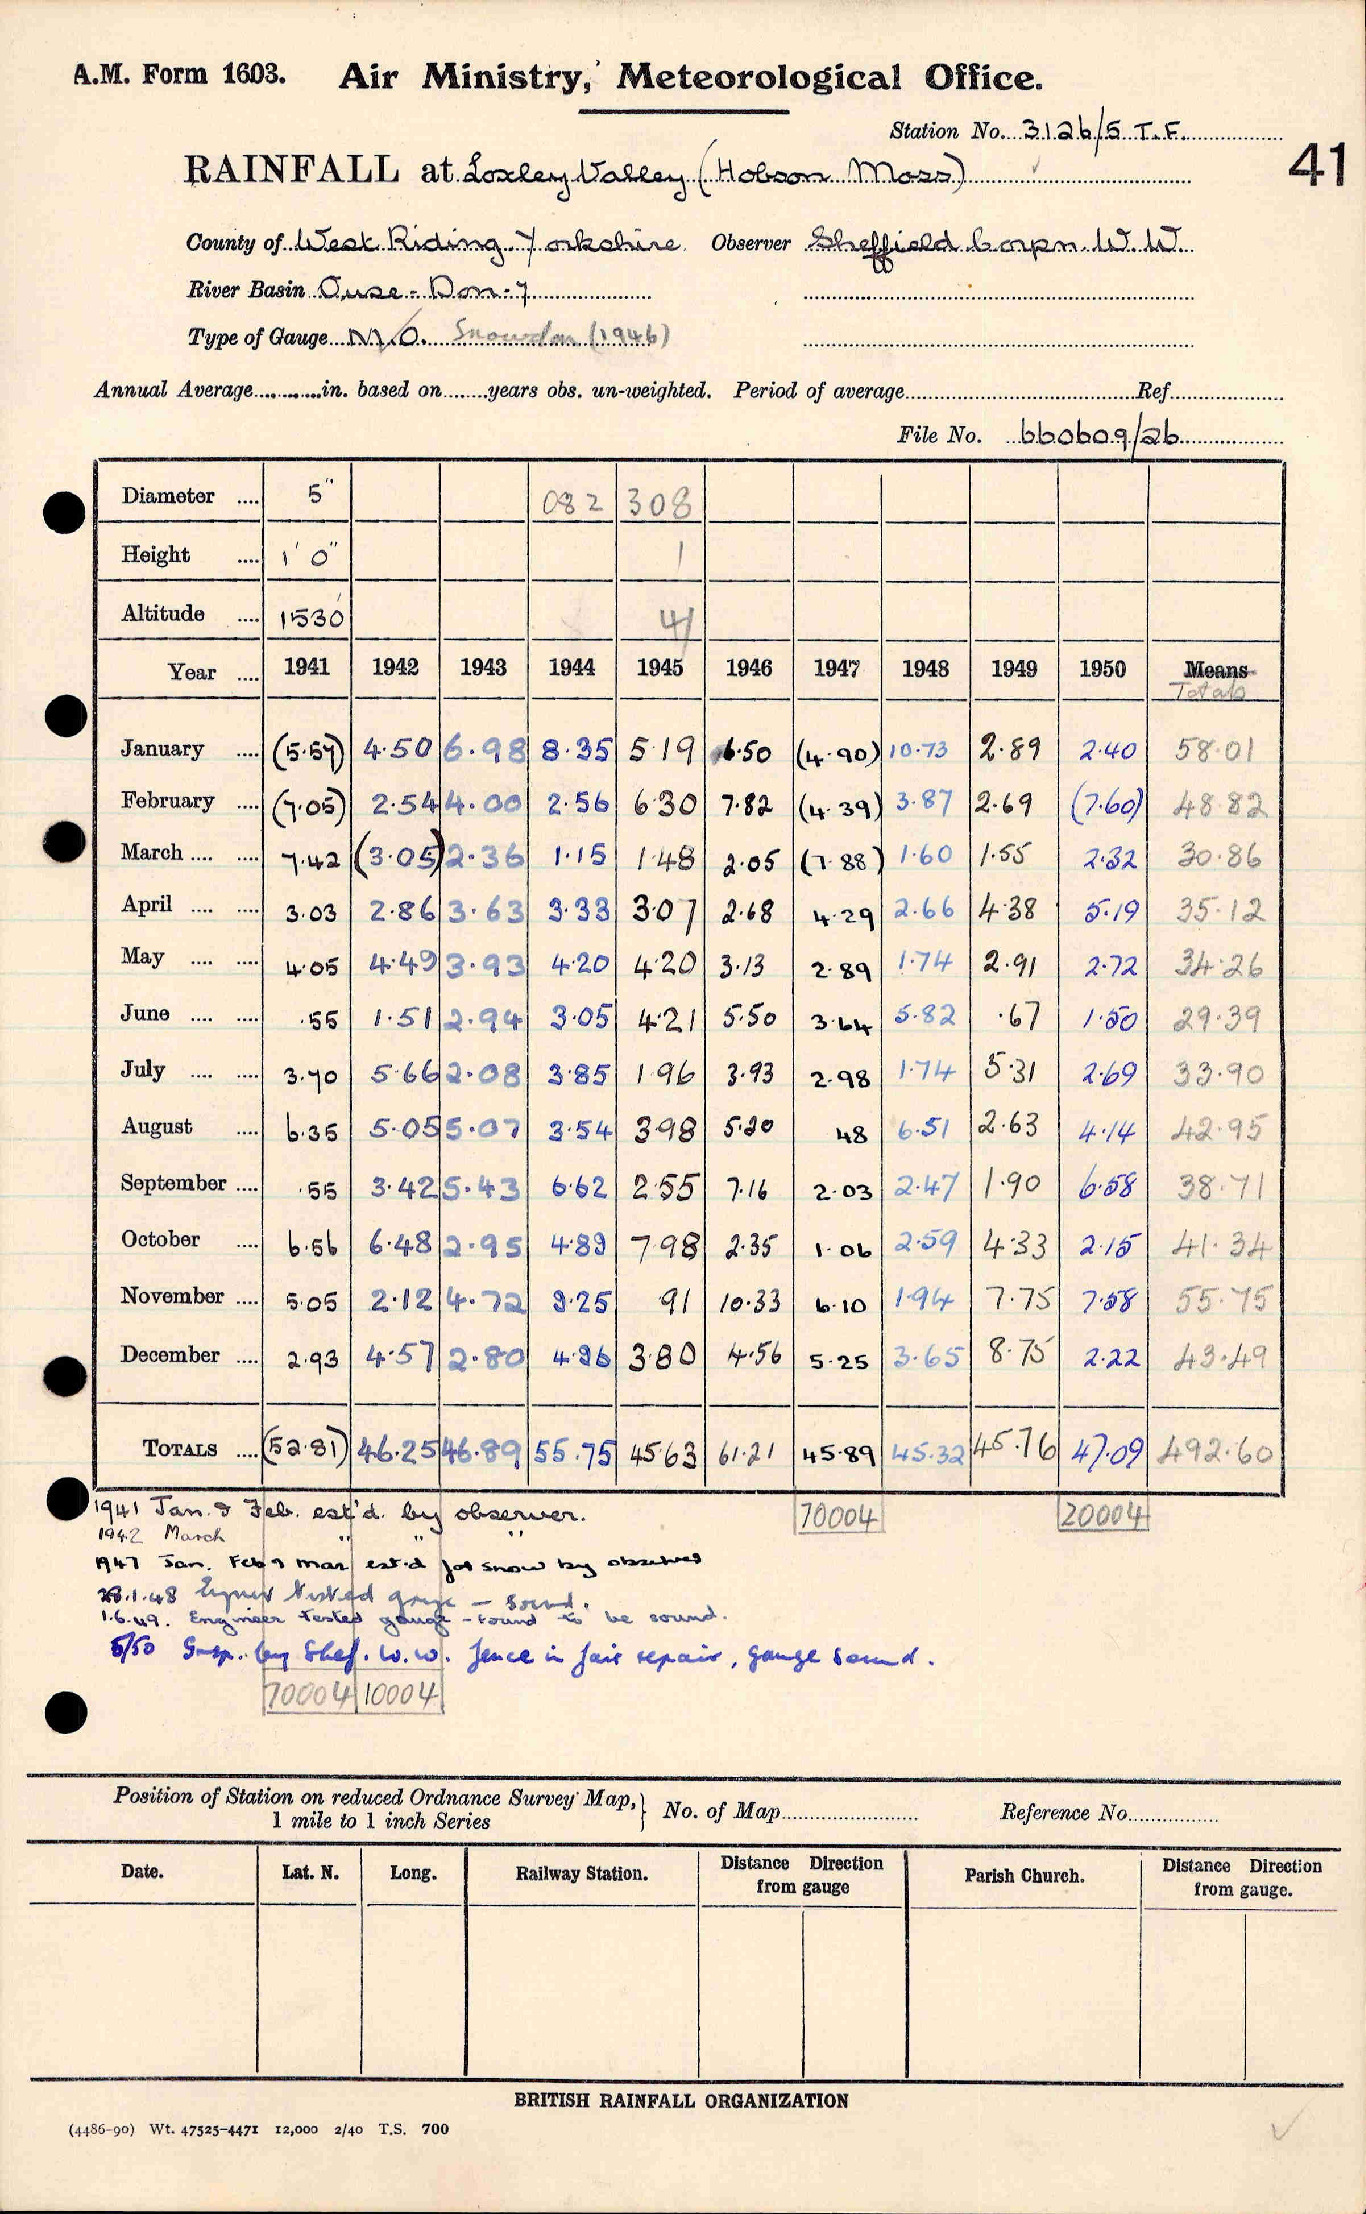 A.M. Form 1603. Air Ministry, Meteorological Office.
Station No. 3126/5 T.F.
41
RAINFALL at Loxley Valley (Hobson Moss)
County of West Riding Yorkshire Observer Sheffield Corpn. W.W.
River Basin Ouse-Don-7
Type of Gauge M.O. Snowdon (1946)
Annual Average in. based on years obs. un-weighted. Period of average Ref
File No. 660609/26
Diameter 5" 082 308
Height 1' 0" 1
Altitude 1530' 41
Year 1941 1942 1943 1944 1945 1946 1947 1948 1949 1950 Means
Totals
January (5.57) 4.50 6.98 8.35 5 19 6.50 (4.90) 10.73 2.89 2.40 58.01
February (7.05) 2.54 4.00 2.56 6 30 7.82 (4.39) 3.87 2.69 (7.60) 48.82
March 7.42 (3.05) 2.36 1.15 1 48 2.05 (7.88) 1.60 1.55 2.32 30.86
April 3.03 2.86 3.63 3.33 3 07 2.68 4.29 2.66 4.38 5.19 35.12
May 4.05 4.49 3.93 4.20 4 20 3.13 2.89 1.74 2.91 2.72 34.26
June .55 1.51 2.94 3.05 4 21 5.50 3.64 5.82 .67 1.50 29.39
July 3.70 5.66 2.08 3.85 1 96 3.93 2.98 1.74 5.31 2.69 33.90
August 6.35 5.05 5.07 3.54 3 98 5.20 48 6.51 2.63 4.14 42.95
September .55 3.42 5.43 6.62 2 55 7.16 2.03 2.47 1.90 6.58 38.71
October 6.56 6.48 2.95 4.89 7 98 2.35 1.06 2.59 4.33 2.15 41.34
November 5.05 2.12 4.72 9.25 91 10.33 6.10 1.94 7.75 7.58 55.75
December 2.93 4.57 2.80 4.96 3 80 4.56 5.25 3.65 8.75 2.22 43.49
TOTALS (52.81) 46.25 46.89 55.75 45 63 61.21 45.89 45.32 45.76 47.09 492.60
70004 20004
1941 Jan. & Feb. est'd. by observer.
1942 March " " "
1947 Jan. Feb & Mar est'd for snow by observer
28.1.48 Engineer tested gauge - sound.
1.6.49. Engineer tested gauge - found to be sound.
5/50 Insp. by Shef. W.W. fence in fair repair, gauge sound.
70004 10004
Position of Station on reduced Ordnance Survey Map, 1 mile to 1 inch Series } No. of Map Reference No.
Date. Lat. N. Long. Railway Station. Distance Direction from gauge Parish Church. Distance Direction from gauge.
BRITISH RAINFALL ORGANIZATION
(4486-90) Wt. 47525-4471 12,000 2/40 T.S. 700